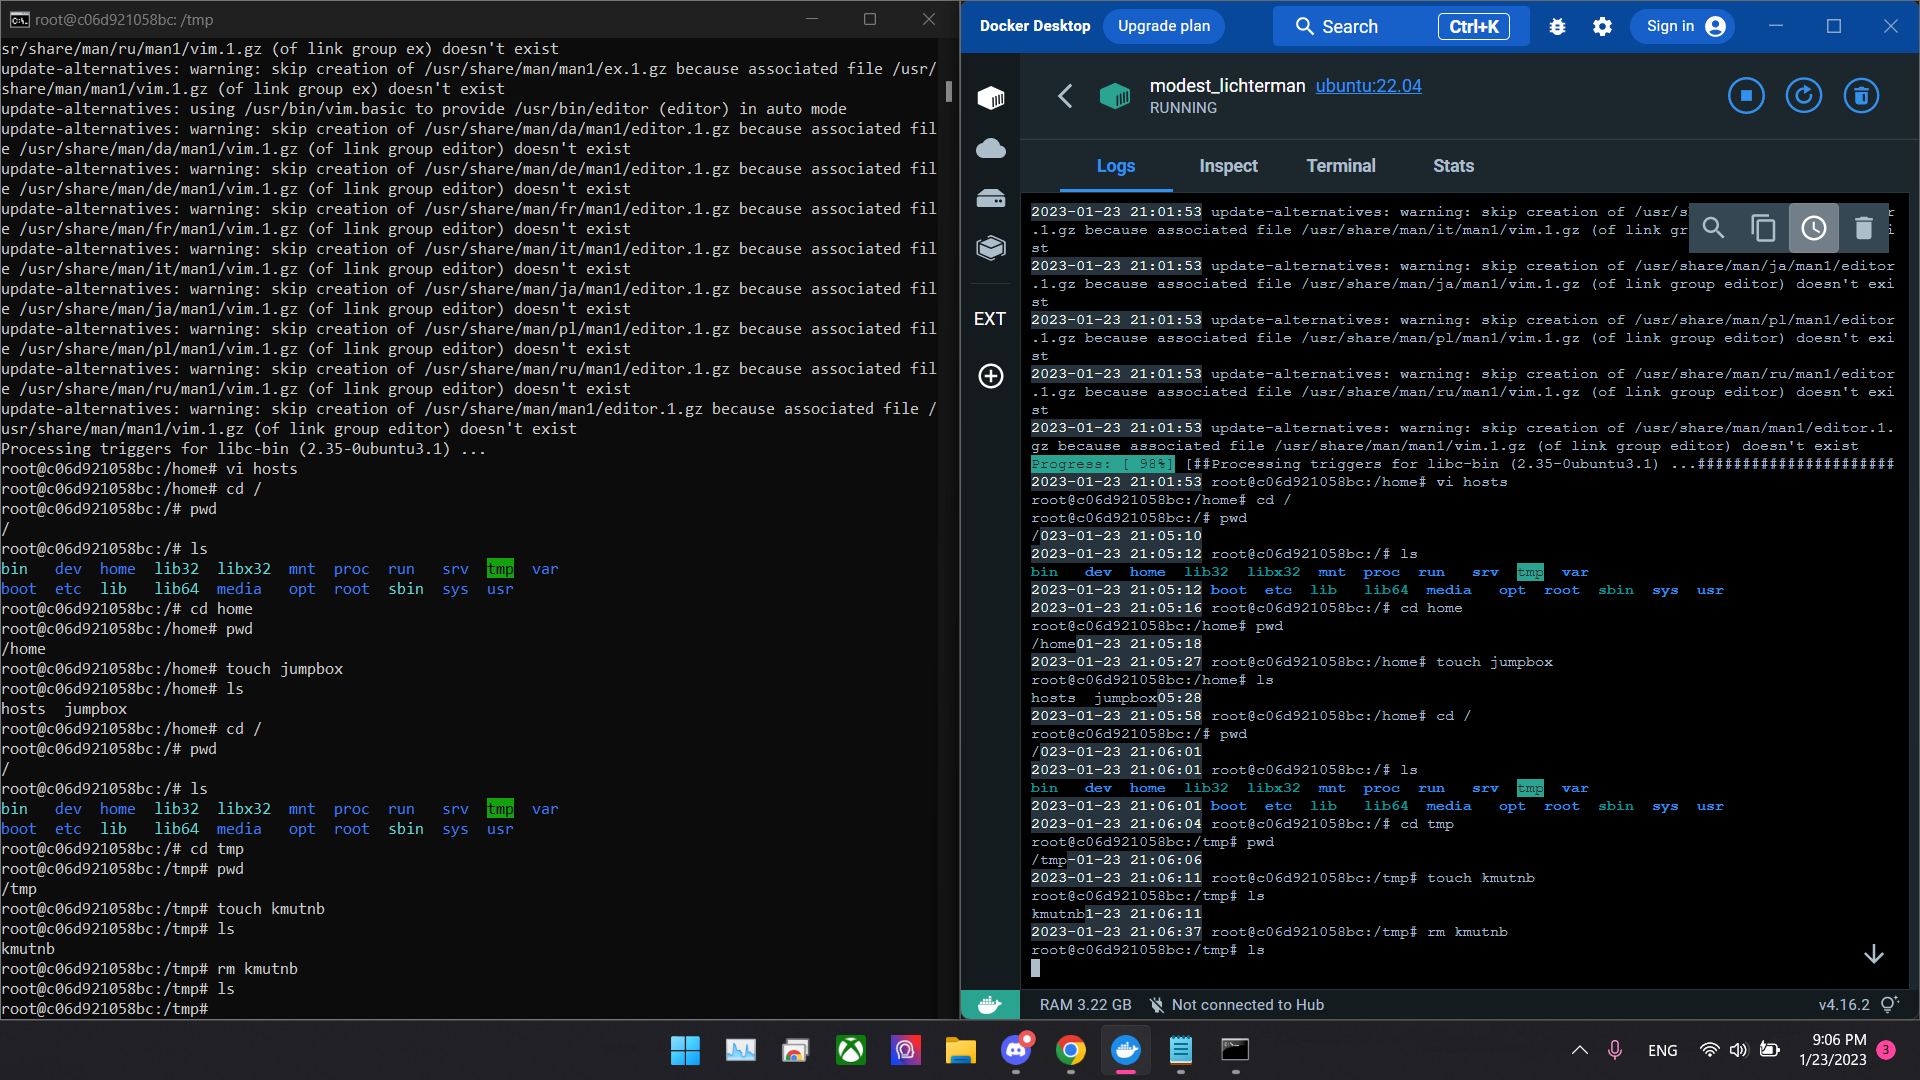 root@c06d921058bc: /tmp
sr/share/man/ru/man1/vim.1.gz (of link group ex) doesn't exist
update-alternatives: warning: skip creation of /usr/share/man/man1/ex.1.gz because associated file /usr/
share/man/man1/vim.1.gz (of link group ex) doesn't exist
update-alternatives: using /usr/bin/vim.basic to provide /usr/bin/editor (editor) in auto mode
update-alternatives: warning: skip creation of /usr/share/man/da/man1/editor.1.gz because associated fil
e /usr/share/man/da/man1/vim.1.gz (of link group editor) doesn't exist
update-alternatives: warning: skip creation of /usr/share/man/de/man1/editor.1.gz because associated fil
e /usr/share/man/de/man1/vim.1.gz (of link group editor) doesn't exist
update-alternatives: warning: skip creation of /usr/share/man/fr/man1/editor.1.gz because associated fil
e /usr/share/man/fr/man1/vim.1.gz (of link group editor) doesn't exist
update-alternatives: warning: skip creation of /usr/share/man/it/man1/editor.1.gz because associated fil
e /usr/share/man/it/man1/vim.1.gz (of link group editor) doesn't exist
update-alternatives: warning: skip creation of /usr/share/man/ja/man1/editor.1.gz because associated fil
e /usr/share/man/ja/man1/vim.1.gz (of link group editor) doesn't exist
update-alternatives: warning: skip creation of /usr/share/man/pl/man1/editor.1.gz because associated fil
e /usr/share/man/pl/man1/vim.1.gz (of link group editor) doesn't exist
update-alternatives: warning: skip creation of /usr/share/man/ru/man1/editor.1.gz because associated fil
e /usr/share/man/ru/man1/vim.1.gz (of link group editor) doesn't exist
update-alternatives: warning: skip creation of /usr/share/man/man1/editor.1.gz because associated file /
usr/share/man/man1/vim.1.gz (of link group editor) doesn't exist
Processing triggers for libc-bin (2.35-0ubuntu3.1) ...
root@c06d921058bc:/home# vi hosts
root@c06d921058bc:/home# cd /
root@c06d921058bc:/# pwd
/
root@c06d921058bc:/# ls
bin dev home lib32 libx32 mnt proc run srv tmp var
boot etc lib lib64 media opt root sbin sys usr
root@c06d921058bc:/# cd home
root@c06d921058bc:/home# pwd
/home
root@c06d921058bc:/home# touch jumpbox
root@c06d921058bc:/home# ls
hosts jumpbox
root@c06d921058bc:/home# cd /
root@c06d921058bc:/# pwd
/
root@c06d921058bc:/# ls
bin dev home lib32 libx32 mnt proc run srv tmp var
boot etc lib lib64 media opt root sbin sys usr
root@c06d921058bc:/# cd tmp
root@c06d921058bc:/tmp# pwd
/tmp
root@c06d921058bc:/tmp# touch kmutnb
root@c06d921058bc:/tmp# ls
kmutnb
root@c06d921058bc:/tmp# rm kmutnb
root@c06d921058bc:/tmp# ls
root@c06d921058bc:/tmp#
Docker Desktop Upgrade plan Search Ctrl+K Sign in
modest_lichterman ubuntu:22.04
RUNNING
Logs Inspect Terminal Stats
EXT
2023-01-23 21:01:53 update-alternatives: warning: skip creation of /usr/s r
.1.gz because associated file /usr/share/man/it/man1/vim.1.gz (of link gr i
st
2023-01-23 21:01:53 update-alternatives: warning: skip creation of /usr/share/man/ja/man1/editor
.1.gz because associated file /usr/share/man/ja/man1/vim.1.gz (of link group editor) doesn't exi
st
2023-01-23 21:01:53 update-alternatives: warning: skip creation of /usr/share/man/pl/man1/editor
.1.gz because associated file /usr/share/man/pl/man1/vim.1.gz (of link group editor) doesn't exi
st
2023-01-23 21:01:53 update-alternatives: warning: skip creation of /usr/share/man/ru/man1/editor
.1.gz because associated file /usr/share/man/ru/man1/vim.1.gz (of link group editor) doesn't exi
st
2023-01-23 21:01:53 update-alternatives: warning: skip creation of /usr/share/man/man1/editor.1.
gz because associated file /usr/share/man/man1/vim.1.gz (of link group editor) doesn't exist
Progress: [ 98%] [##Processing triggers for libc-bin (2.35-0ubuntu3.1) ...######################
2023-01-23 21:01:53 root@c06d921058bc:/home# vi hosts
root@c06d921058bc:/home# cd /
root@c06d921058bc:/# pwd
/023-01-23 21:05:10
2023-01-23 21:05:12 root@c06d921058bc:/# ls
bin dev home lib32 libx32 mnt proc run srv tmp var
2023-01-23 21:05:12 boot etc lib lib64 media opt root sbin sys usr
2023-01-23 21:05:16 root@c06d921058bc:/# cd home
root@c06d921058bc:/home# pwd
/home01-23 21:05:18
2023-01-23 21:05:27 root@c06d921058bc:/home# touch jumpbox
root@c06d921058bc:/home# ls
hosts jumpbox05:28
2023-01-23 21:05:58 root@c06d921058bc:/home# cd /
root@c06d921058bc:/# pwd
/023-01-23 21:06:01
2023-01-23 21:06:01 root@c06d921058bc:/# ls
bin dev home lib32 libx32 mnt proc run srv tmp var
2023-01-23 21:06:01 boot etc lib lib64 media opt root sbin sys usr
2023-01-23 21:06:04 root@c06d921058bc:/# cd tmp
root@c06d921058bc:/tmp# pwd
/tmp-01-23 21:06:06
2023-01-23 21:06:11 root@c06d921058bc:/tmp# touch kmutnb
root@c06d921058bc:/tmp# ls
kmutnb1-23 21:06:11
2023-01-23 21:06:37 root@c06d921058bc:/tmp# rm kmutnb
root@c06d921058bc:/tmp# ls
RAM 3.22 GB Not connected to Hub v4.16.2
ENG 9:06 PM
1/23/2023 3